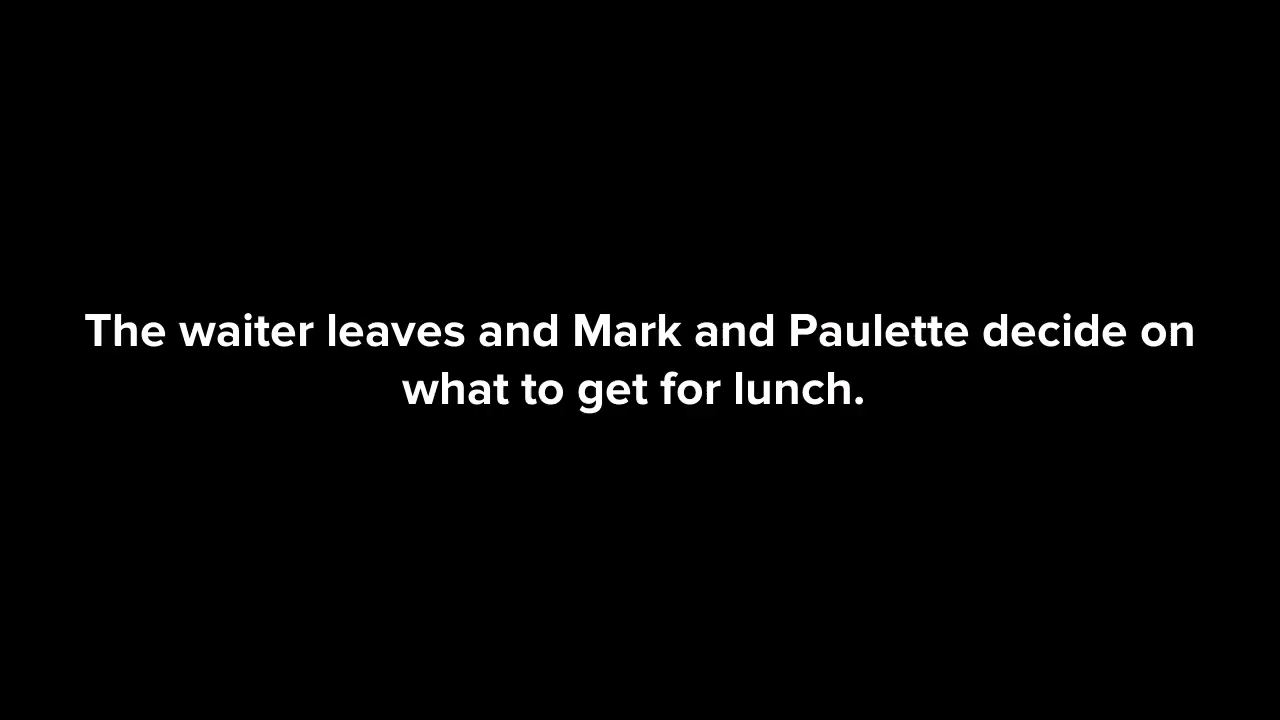 The waiter leaves and Mark and Paulette decide on
what to get for lunch.